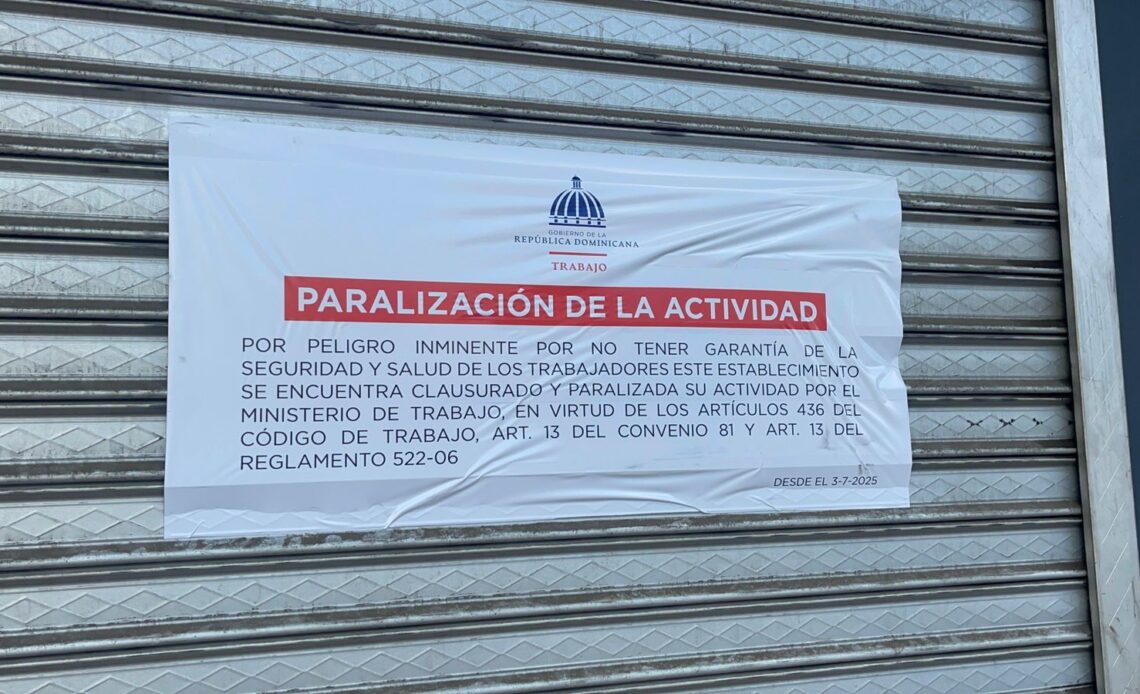 GOBIERNO DE LA
REPÚBLICA DOMINICANA
TRABAJO
PARALIZACIÓN DE LA ACTIVIDAD
POR PELIGRO INMINENTE POR NO TENER GARANTÍA DE LA
SEGURIDAD Y SALUD DE LOS TRABAJADORES ESTE ESTABLECIMIENTO
SE ENCUENTRA CLAUSURADO Y PARALIZADA SU ACTIVIDAD POR EL
MINISTERIO DE TRABAJO, EN VIRTUD DE LOS ARTÍCULOS 436 DEL
CÓDIGO DE TRABAJO, ART. 13 DEL CONVENIO 81 Y ART. 13 DEL
REGLAMENTO 522-06
DESDE EL 3-7-2025